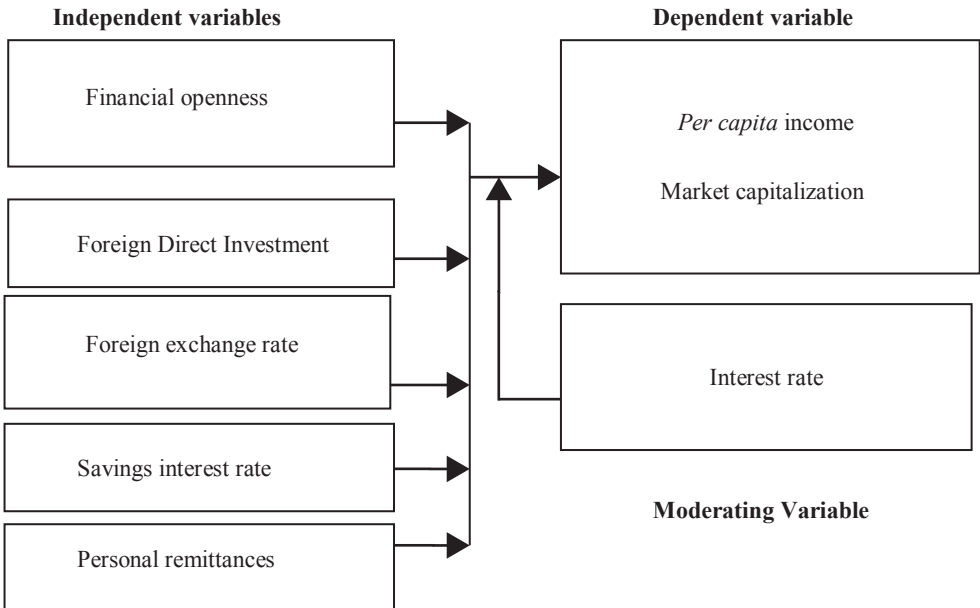 Independent variables
Financial openness
Foreign Direct Investment
Foreign exchange rate
Savings interest rate
Personal remittances
Dependent variable
Per capita income
Market capitalization
Interest rate
Moderating Variable